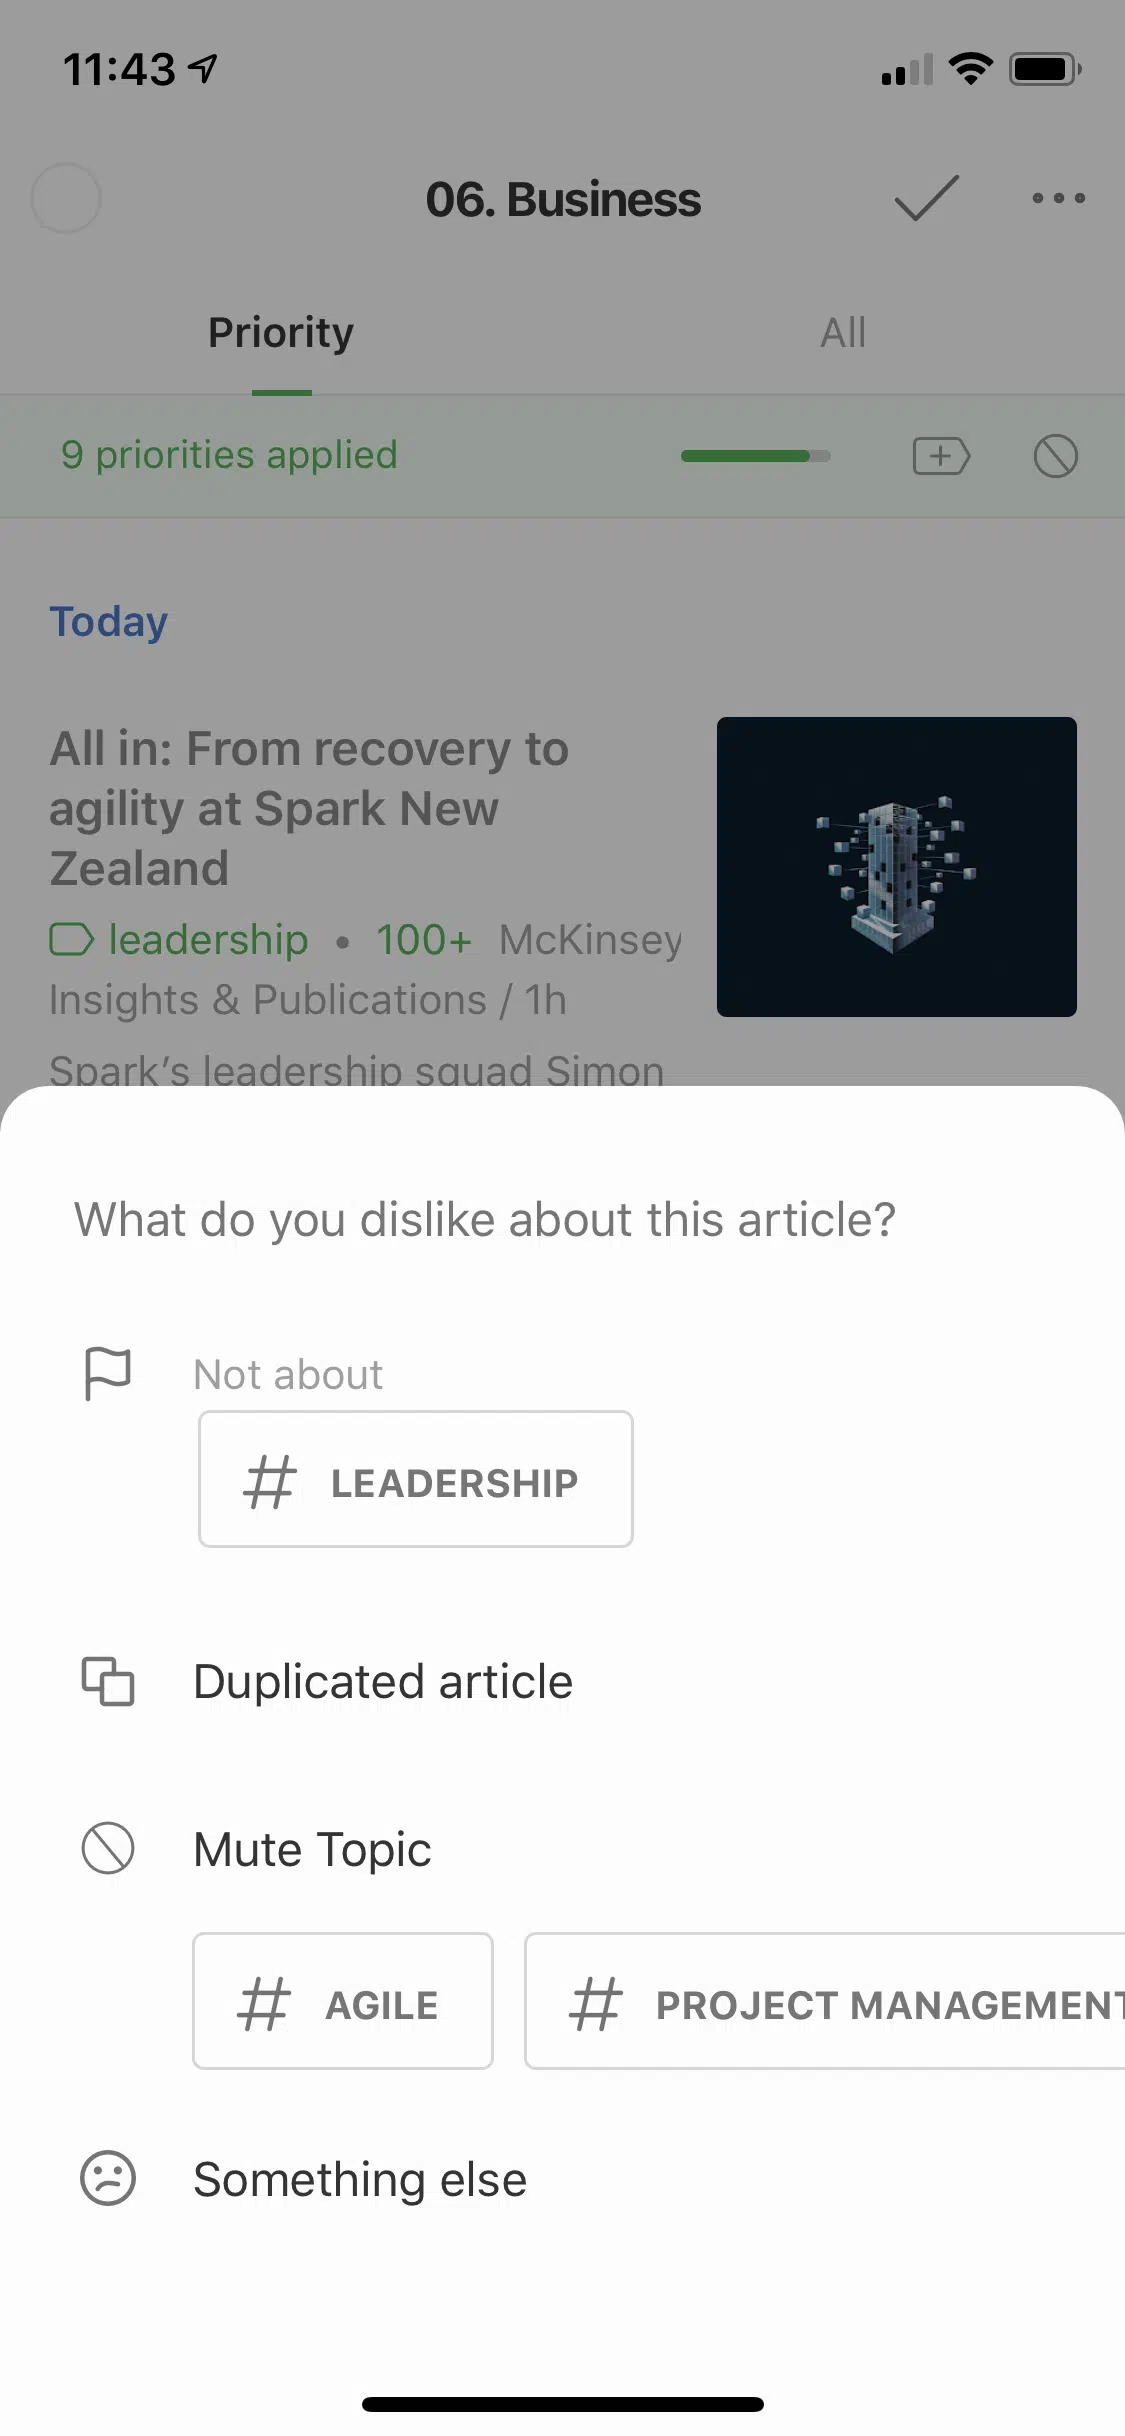 11:43
06. Business
Priority
All
9 priorities applied
Today
All in: From recovery to
agility at Spark New
Zealand
leadership • 100+ McKinsey
Insights & Publications / 1h
Spark's leadership squad Simon
What do you dislike about this article?
Not about
# LEADERSHIP
Duplicated article
Mute Topic
# AGILE
# PROJECT MANAGEMENT
Something else